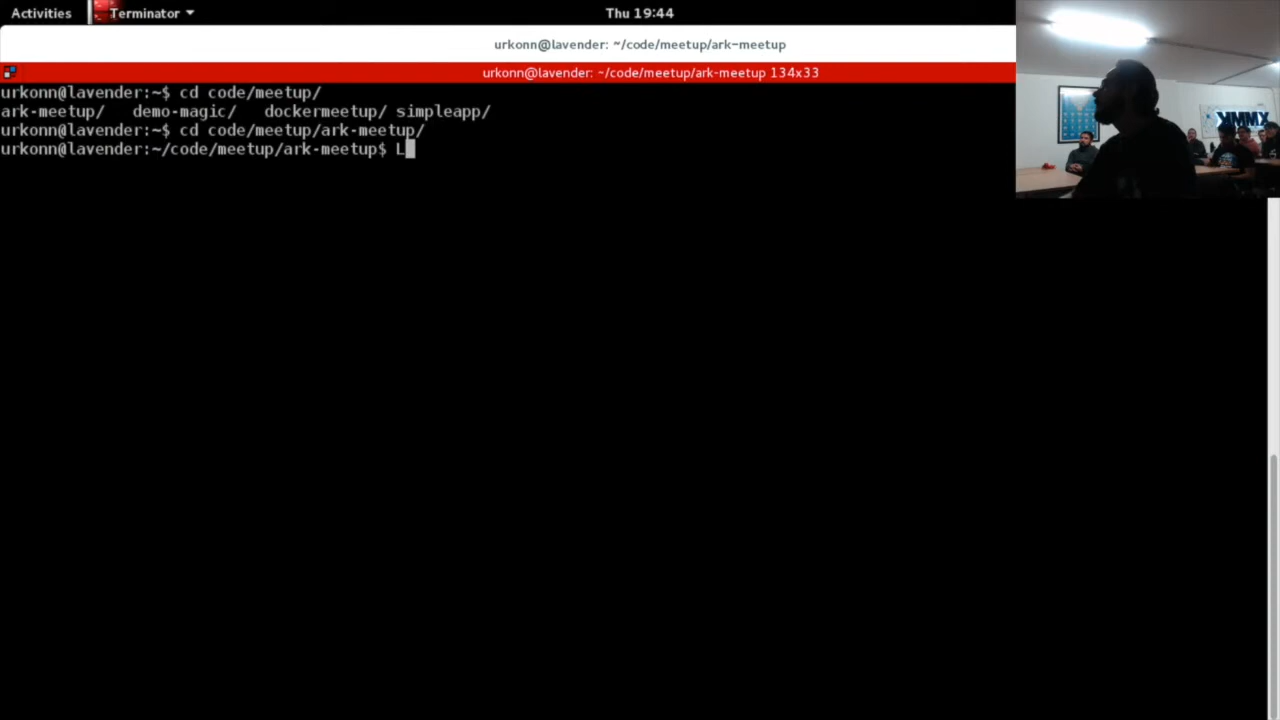 Activities Terminator Thu 19:44
urkonn@lavender: ~/code/meetup/ark-meetup
urkonn@lavender: ~/code/meetup/ark-meetup 134x33
urkonn@lavender:~$ cd code/meetup/
ark-meetup/ demo-magic/ dockermeetup/ simpleapp/
urkonn@lavender:~$ cd code/meetup/ark-meetup/
urkonn@lavender:~/code/meetup/ark-meetup$ L